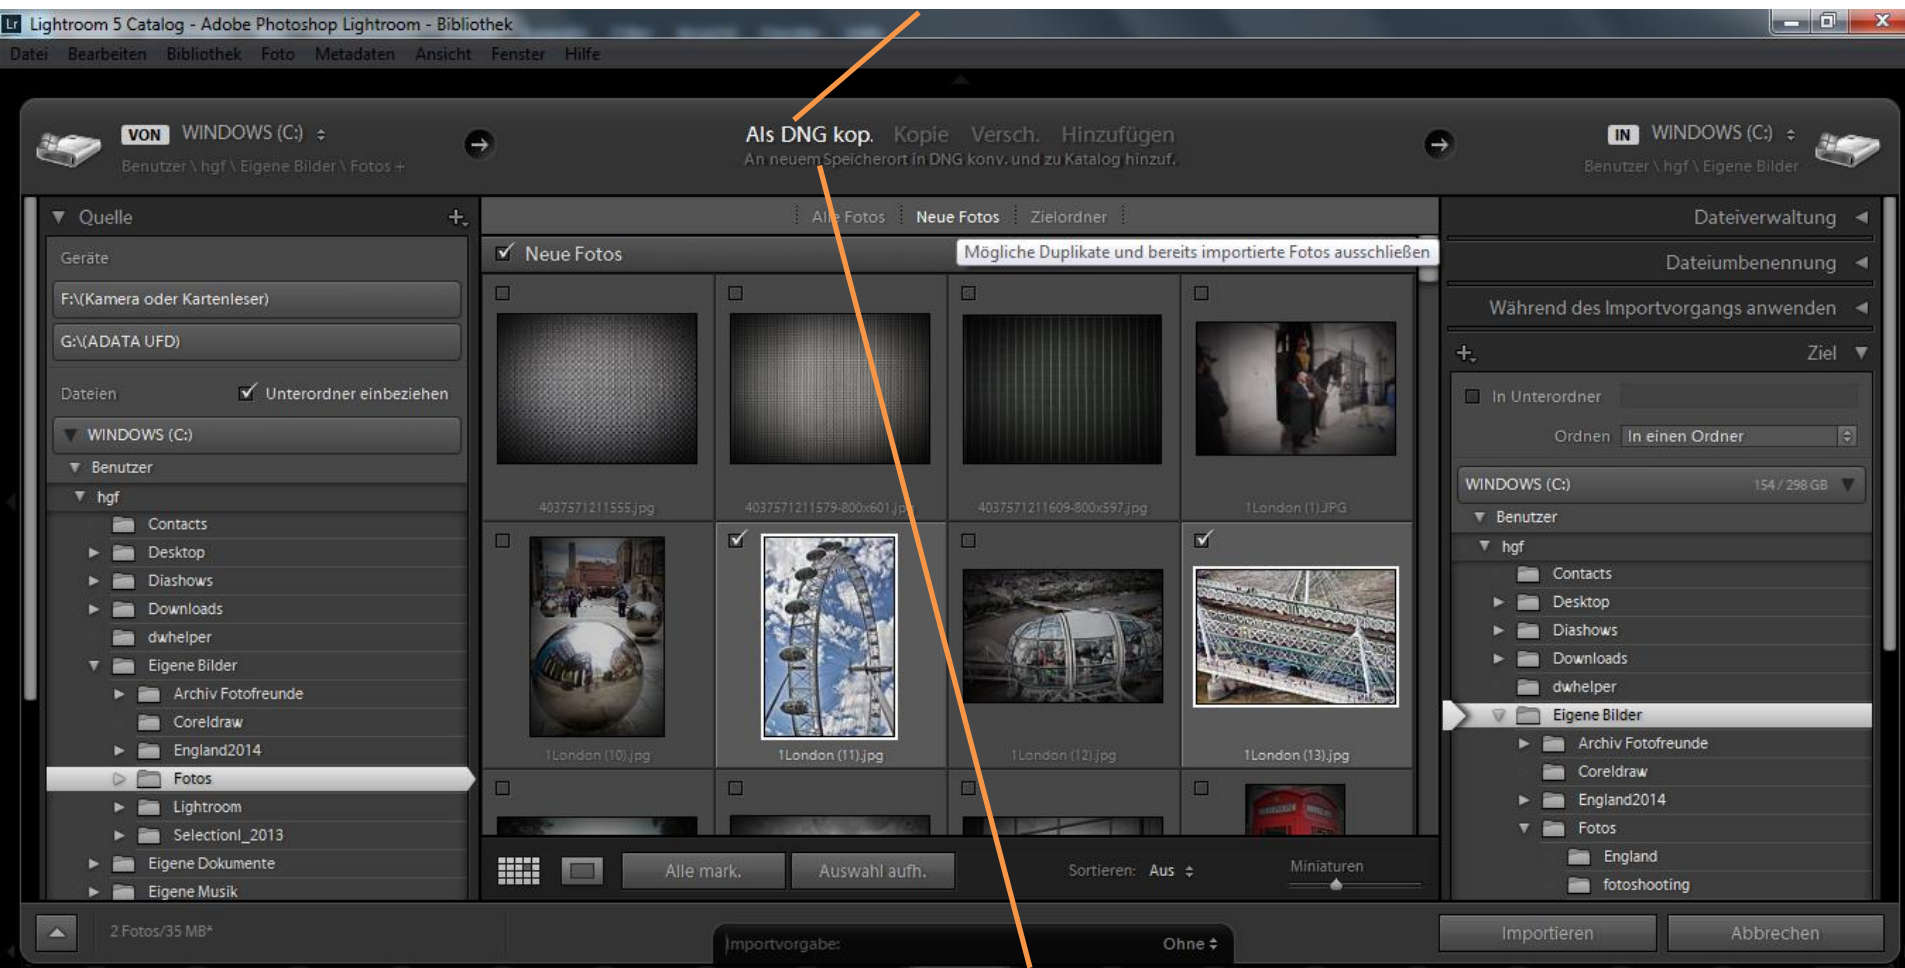 Lightroom 5 Catalog - Adobe Photoshop Lightroom - Bibliothek
Datei Bearbeiten Bibliothek Foto Metadaten Ansicht Fenster Hilfe
VON WINDOWS (C:)
Benutzer \ hgf \ Eigene Bilder \ Fotos +
Als DNG kop. Kopie Versch. Hinzufügen
An neuem Speicherort in DNG konv. und zu Katalog hinzuf.
IN WINDOWS (C:)
Benutzer \ hgf \ Eigene Bilder
Quelle
Geräte
F:\(Kamera oder Kartenleser)
G:\(ADATA UFD)
Dateien Unterordner einbeziehen
WINDOWS (C:)
Benutzer
hgf
Contacts
Desktop
Diashows
Downloads
dwhelper
Eigene Bilder
Archiv Fotofreunde
Coreldraw
England2014
Fotos
Lightroom
SelectionI_2013
Eigene Dokumente
Eigene Musik
Alle Fotos Neue Fotos Zielordner
Neue Fotos
Mögliche Duplikate und bereits importierte Fotos ausschließen
4037571211555.jpg
4037571211579-800x601.jpg
4037571211609-800x597.jpg
1London (1).JPG
1London (10).jpg
1London (11).jpg
1London (12).jpg
1London (13).jpg
Alle mark. Auswahl aufh. Sortieren: Aus Miniaturen
Dateiverwaltung
Dateiumbenennung
Während des Importvorgangs anwenden
Ziel
In Unterordner
Ordnen In einen Ordner
WINDOWS (C:) 154 / 298 GB
Benutzer
hgf
Contacts
Desktop
Diashows
Downloads
dwhelper
Eigene Bilder
Archiv Fotofreunde
Coreldraw
England2014
Fotos
England
fotoshooting
2 Fotos/35 MB*
Importvorgabe: Ohne
Importieren Abbrechen